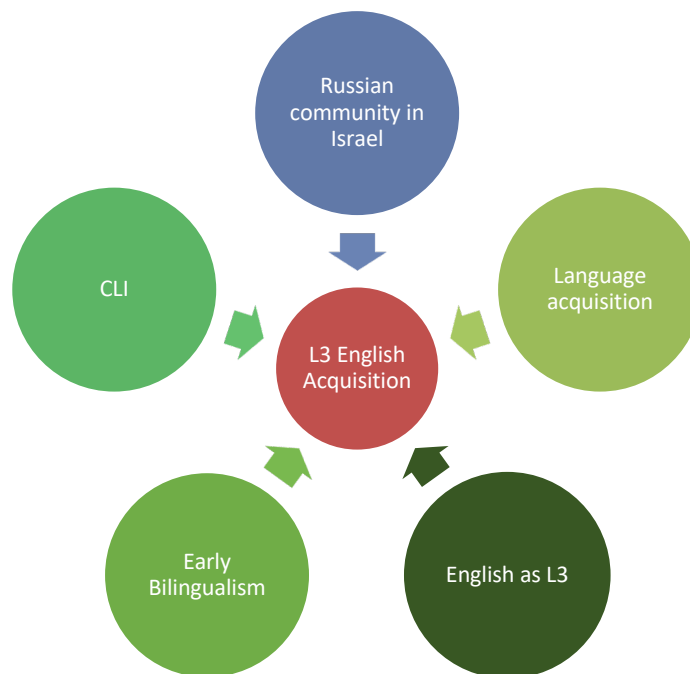 Russian
community in
Israel
CLI
Language
acquisition
L3 English
Acquisition
Early
Bilingualism
English as L3